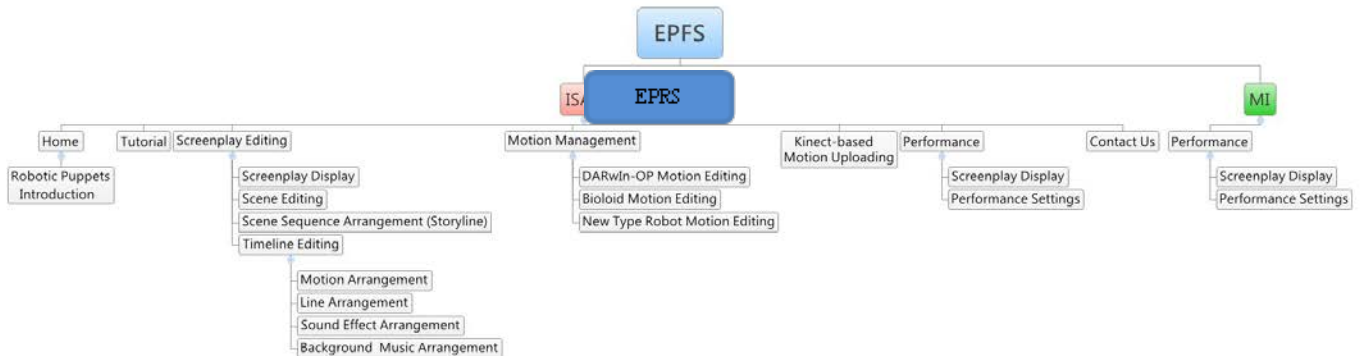 EPFS
EPRS
MI
Home
Tutorial
Screenplay Editing
Motion Management
Kinect-based
Motion Uploading
Performance
Contact Us
Performance
Robotic Puppets
Introduction
Screenplay Display
Scene Editing
Scene Sequence Arrangement (Storyline)
Timeline Editing
Motion Arrangement
Line Arrangement
Sound Effect Arrangement
Background Music Arrangement
DARwIn-OP Motion Editing
Bioloid Motion Editing
New Type Robot Motion Editing
Screenplay Display
Performance Settings
Screenplay Display
Performance Settings